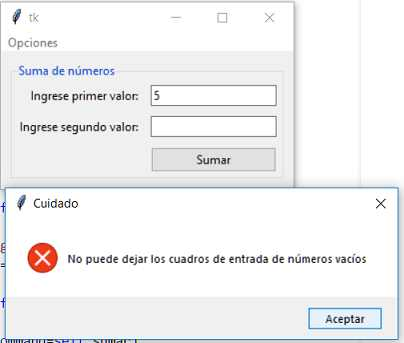 tk
Opciones
Suma de números
Ingrese primer valor: 5
Ingrese segundo valor:
Sumar
Cuidado
No puede dejar los cuadros de entrada de números vacíos
Aceptar